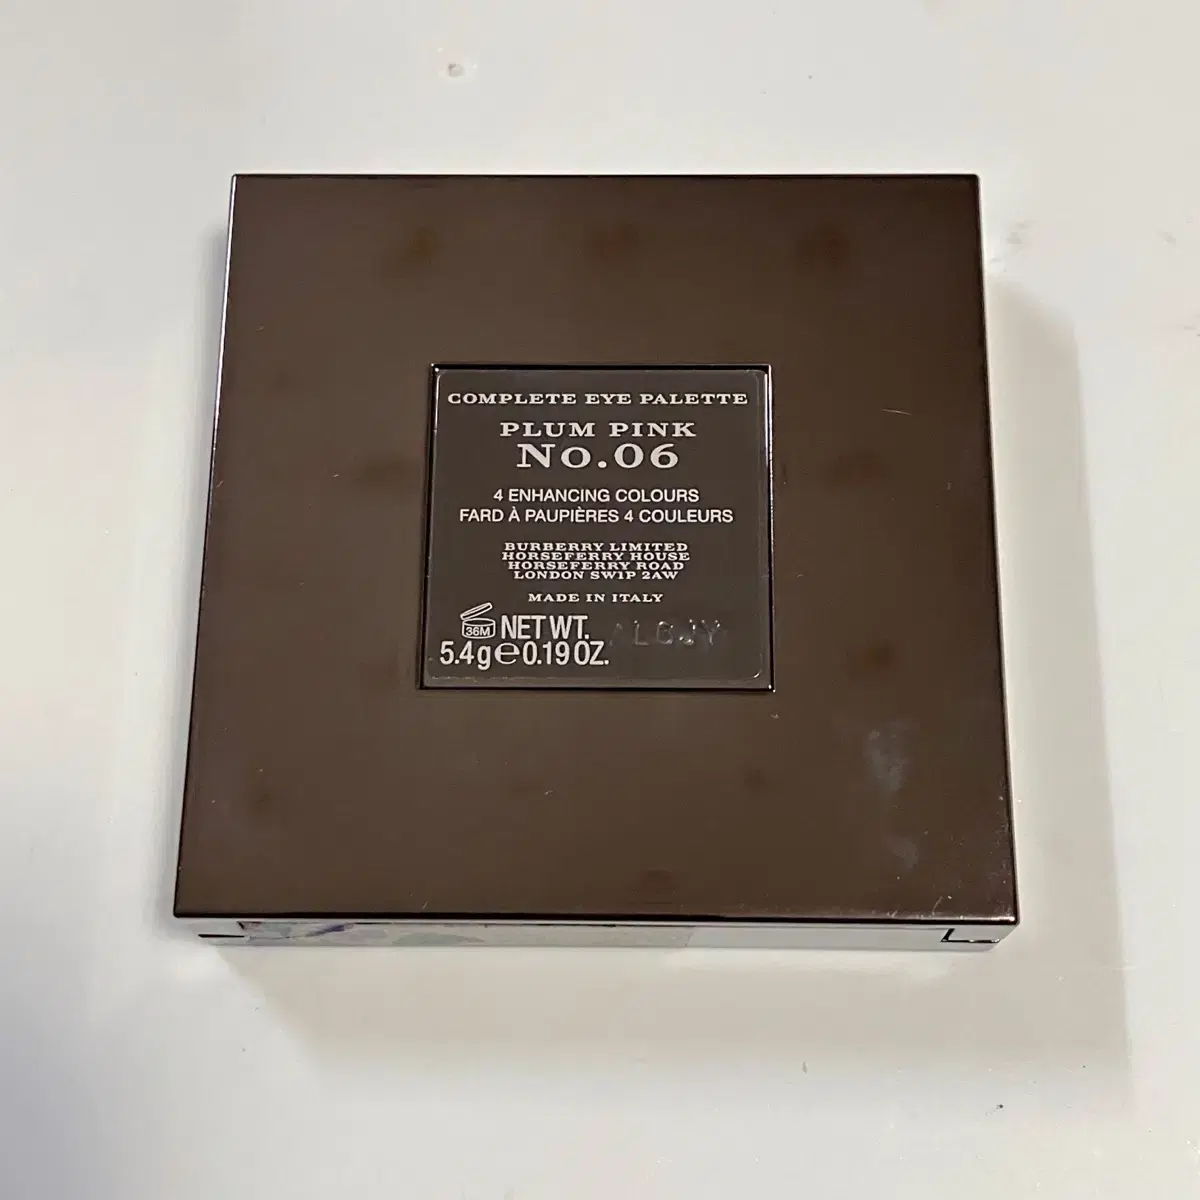 COMPLETE EYE PALETTE
PLUM PINK
No.06
4 ENHANCING COLOURS
FARD À PAUPIÈRES 4 COULEURS
BURBERRY LIMITED
HORSEFERRY HOUSE
HORSEFERRY ROAD
LONDON SW1P 2AW
MADE IN ITALY
36M NET WT.
5.4g℮0.19 OZ.